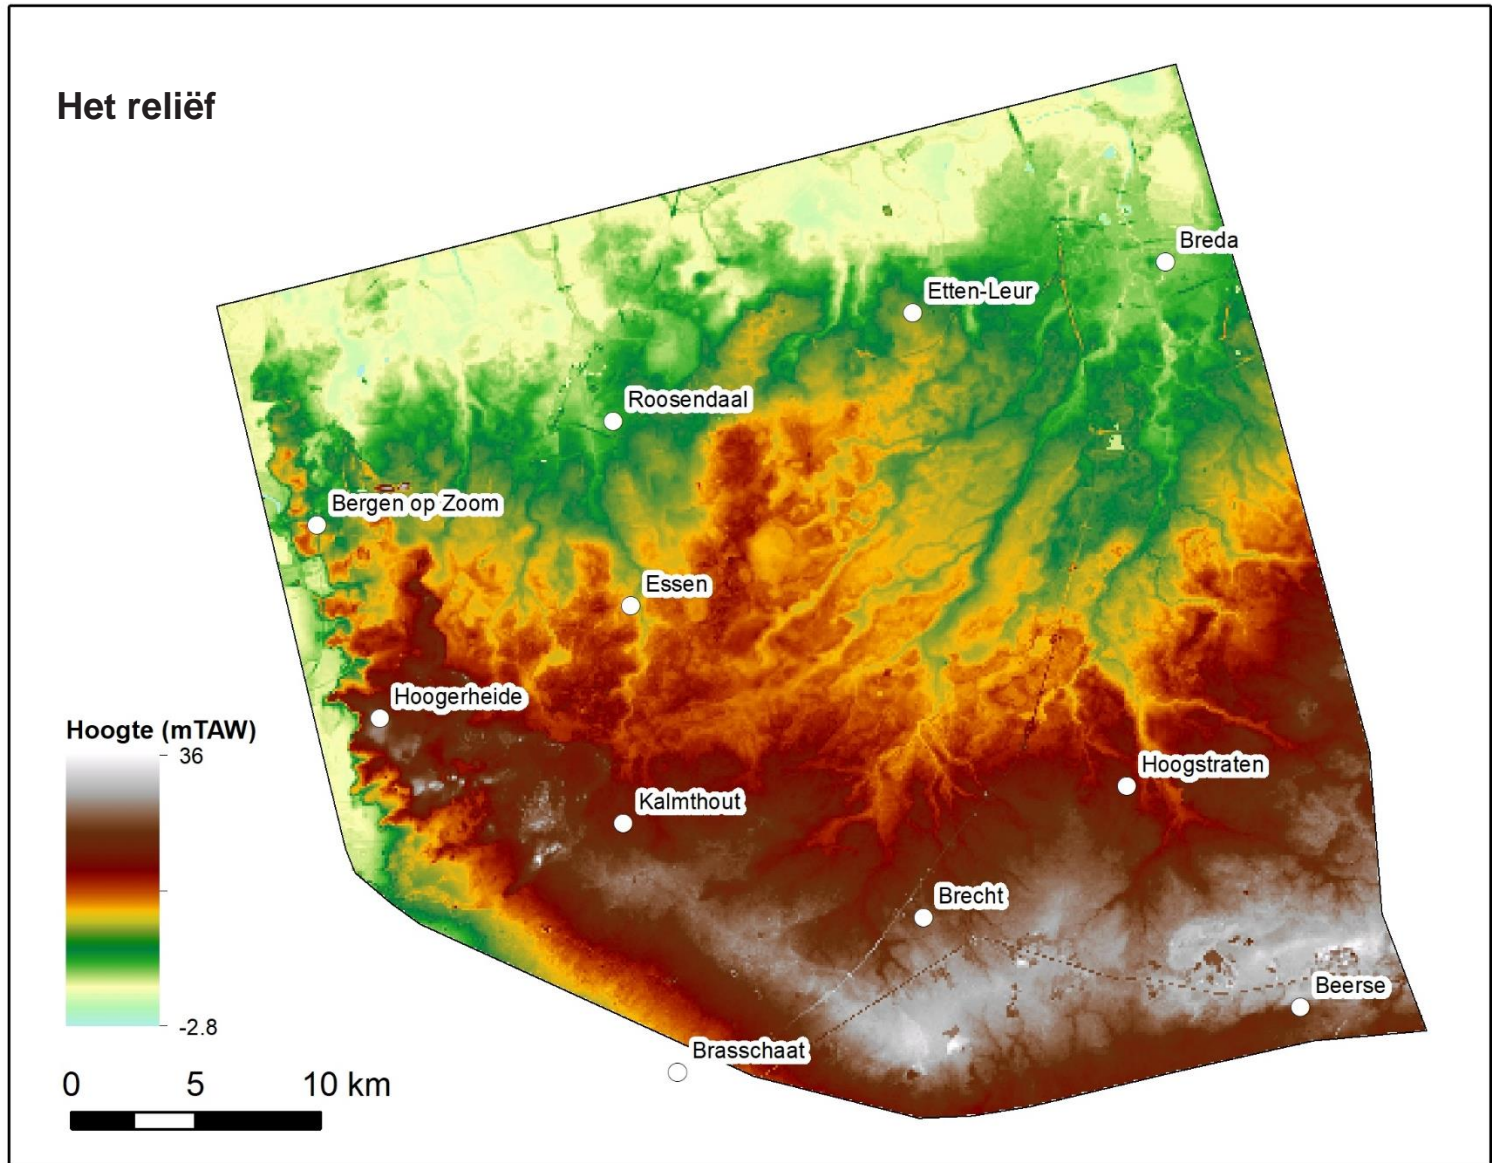 Het reliëf
Breda
Etten-Leur
Roosendaal
Bergen op Zoom
Essen
Hoogerheide
Hoogte (mTAW)
36
-2.8
Hoogstraten
Kalmthout
Brecht
Beerse
Brasschaat
0 5 10 km